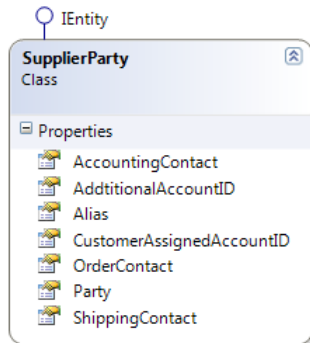 IEntity
SupplierParty
Class
Properties
AccountingContact
AddtitionalAccountID
Alias
CustomerAssignedAccountID
OrderContact
Party
ShippingContact